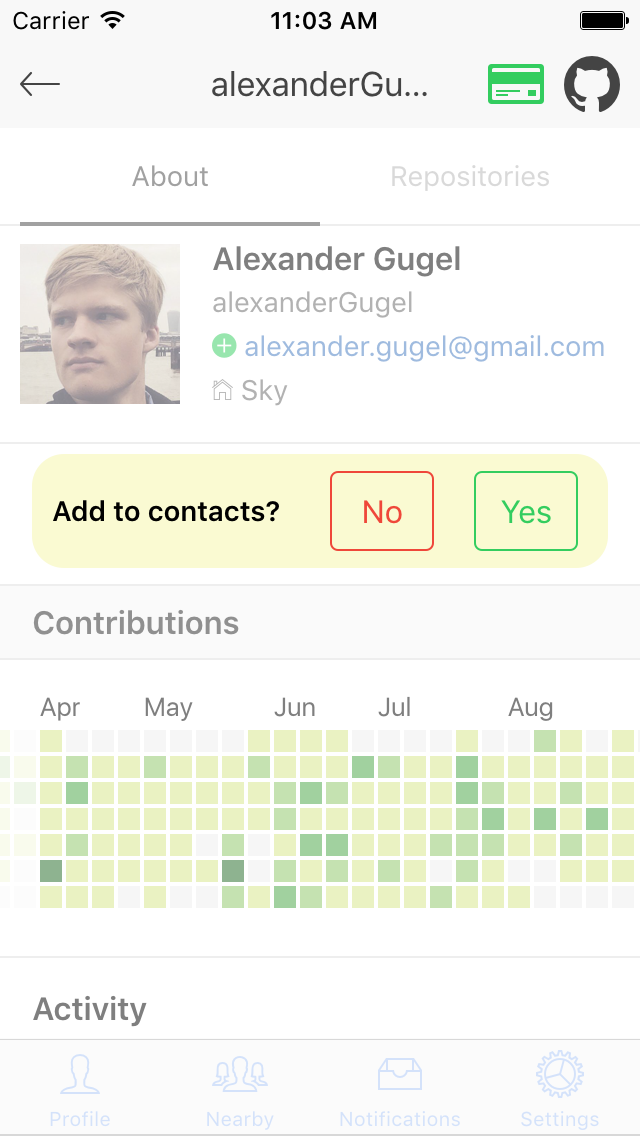 Carrier 11:03 AM
alexanderGu...
About Repositories
Alexander Gugel
alexanderGugel
alexander.gugel@gmail.com
Sky
Add to contacts? No Yes
Contributions
Apr May Jun Jul Aug
Activity
Profile Nearby Notifications Settings